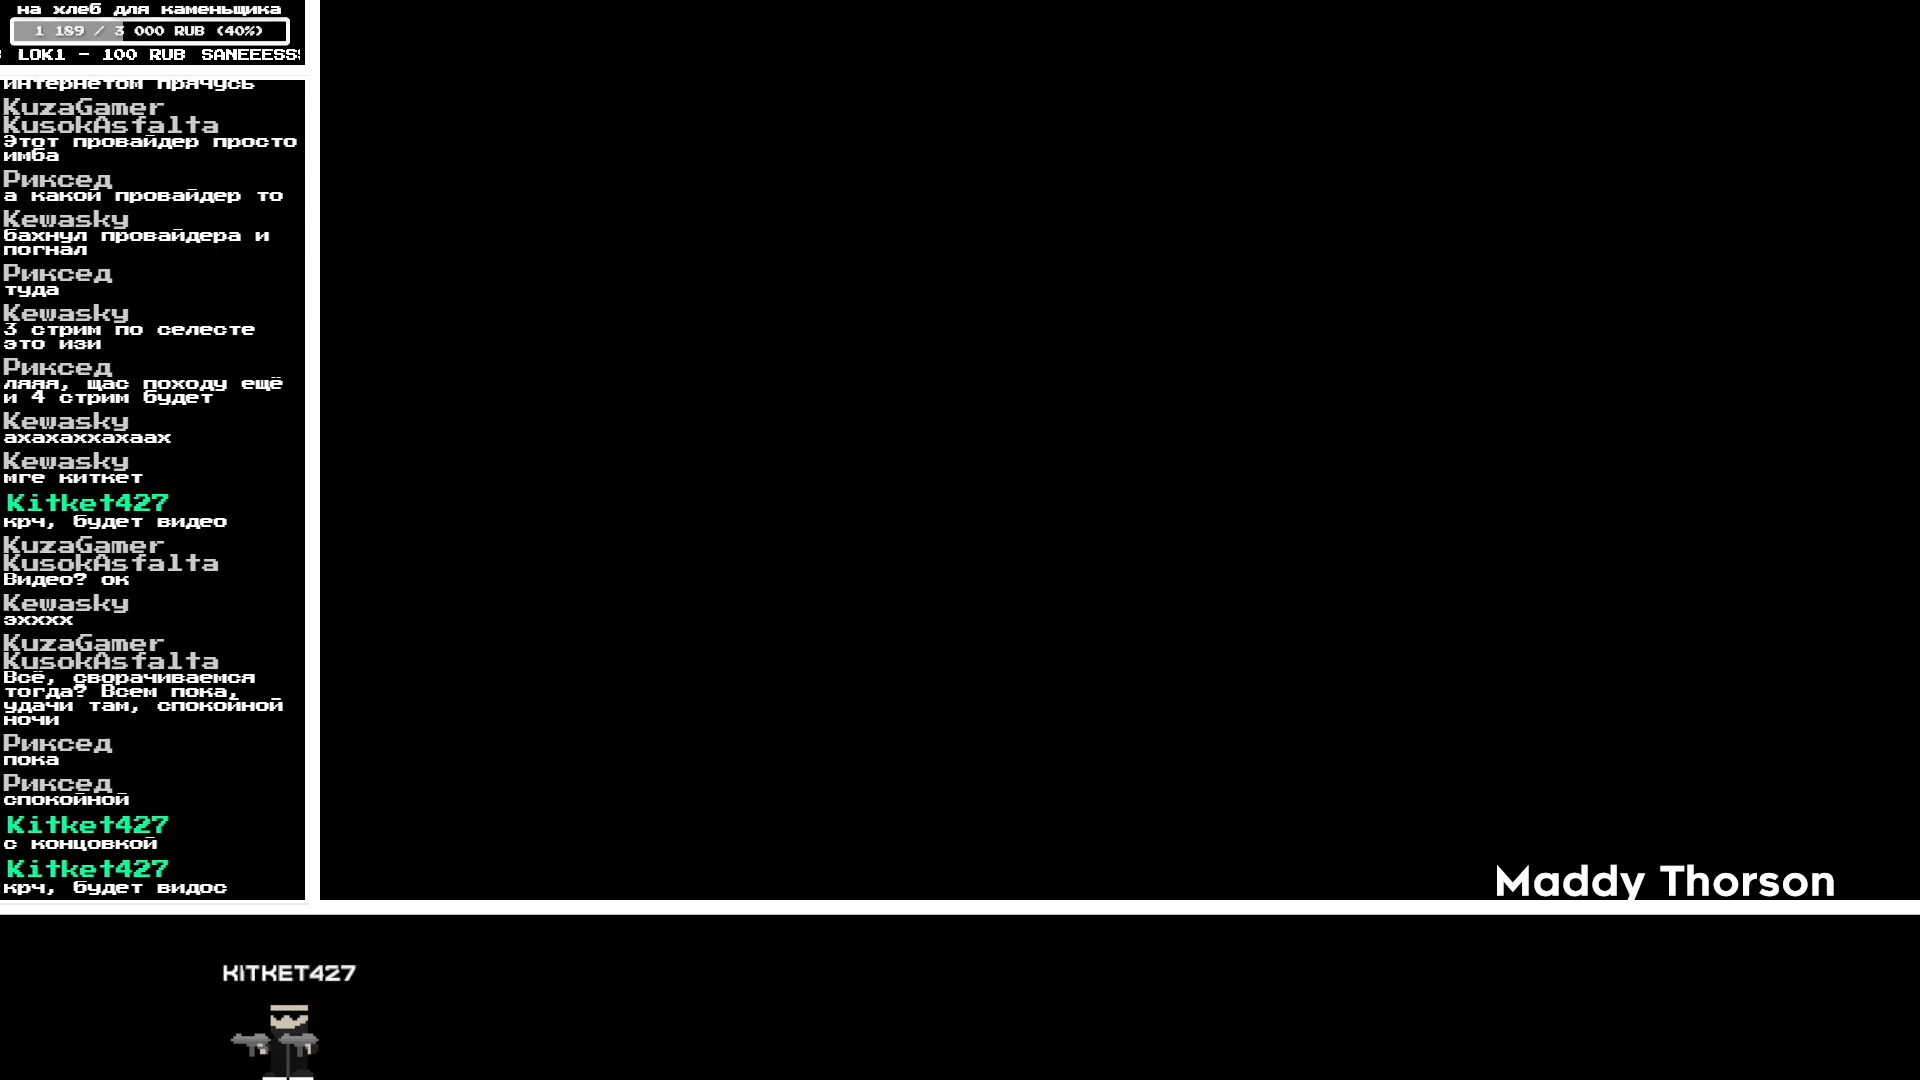 на хлеб для каменьщика
1 189 / 3 000 RUB (40%)
LOK1 - 100 RUB SANEEESS
интернетом прячусь
KuzaGamer
KusokAsfalta
Этот провайдер просто
имба
Риксед
а какой провайдер то
Kewasky
бахнул провайдера и
погнал
Риксед
туда
Kewasky
3 стрим по селесте
это изи
Риксед
ляяя, щас походу ещё
и 4 стрим будет
Kewasky
ахахаххахаах
Kewasky
мге киткет
Kitket427
крч, будет видео
KuzaGamer
KusokAsfalta
Видео? ок
Kewasky
эхххх
KuzaGamer
KusokAsfalta
Всё, сворачиваемся
тогда? Всем пока,
удачи там, спокойной
ночи
Риксед
пока
Риксед
спокойной
Kitket427
с концовкой
Kitket427
крч, будет видос
Maddy Thorson
KITKET427